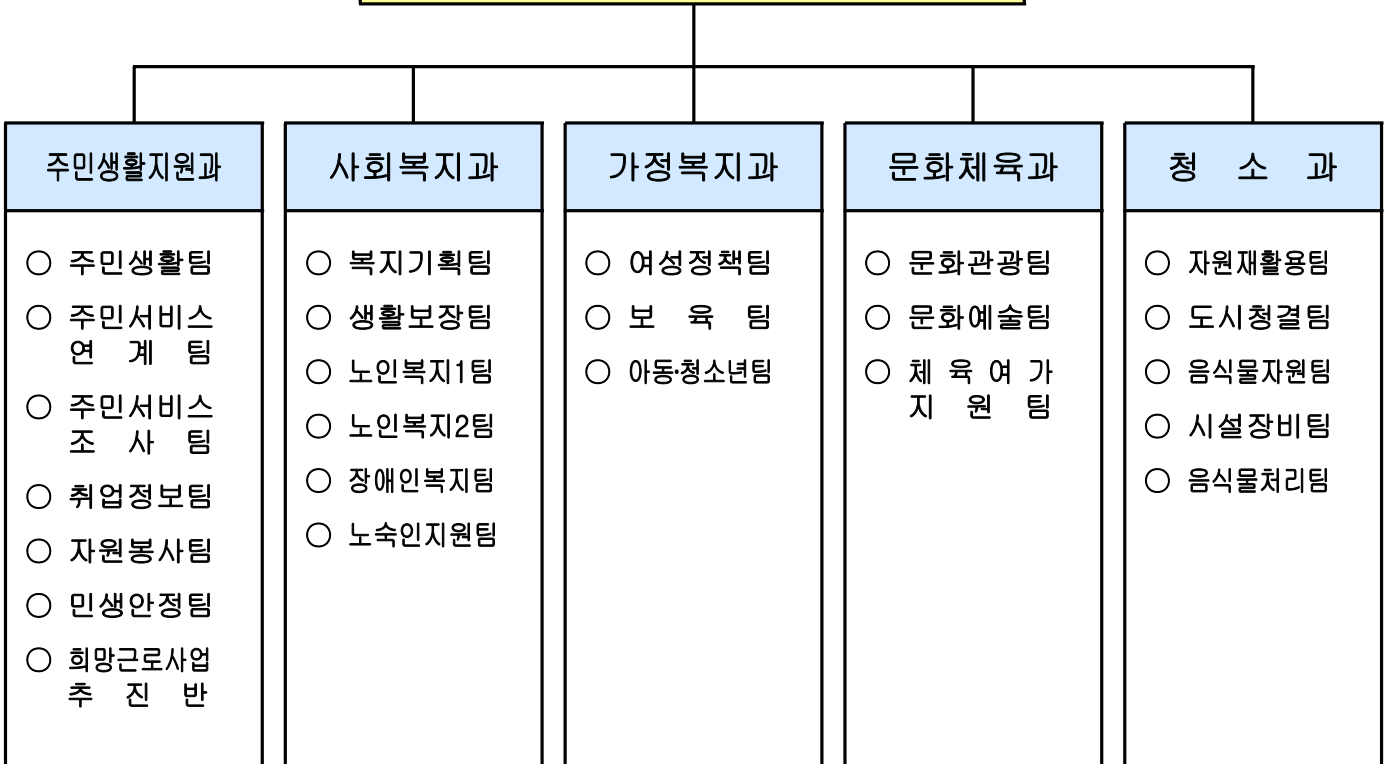 주민생활지원과
○ 주민생활팀
○ 주민서비스
연 계 팀
○ 주민서비스
조 사 팀
○ 취업정보팀
○ 자원봉사팀
○ 민생안정팀
○ 희망근로사업
추 진 반
사회복지과
○ 복지기획팀
○ 생활보장팀
○ 노인복지1팀
○ 노인복지2팀
○ 장애인복지팀
○ 노숙인지원팀
가정복지과
○ 여성정책팀
○ 보 육 팀
○ 아동·청소년팀
문화체육과
○ 문화관광팀
○ 문화예술팀
○ 체 육 여 가
지 원 팀
청 소 과
○ 자원재활용팀
○ 도시청결팀
○ 음식물자원팀
○ 시설장비팀
○ 음식물처리팀